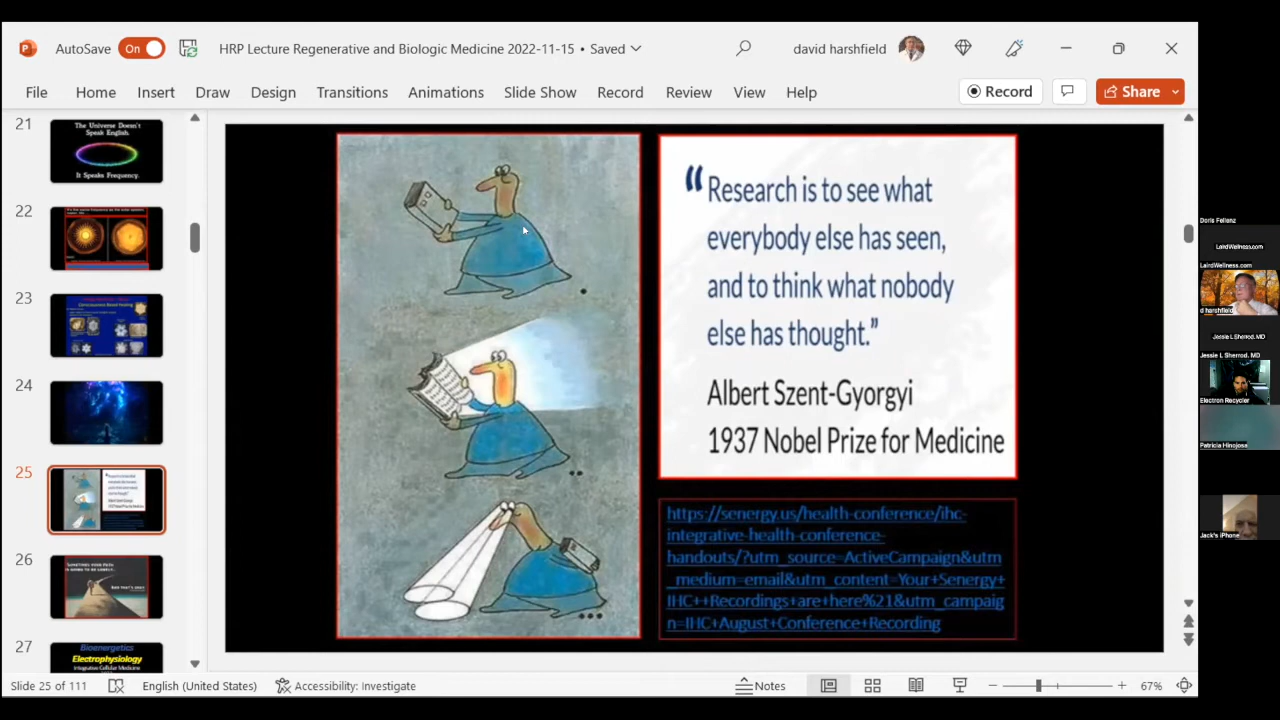 AutoSave On HRP Lecture Regenerative and Biologic Medicine 2022-11-15 • Saved david harshfield
File Home Insert Draw Design Transitions Animations Slide Show Record Review View Help Record Share
21
The Universe Doesn't
Speak English.
It Speaks Frequency.
22
23
24
25
26
27
Bioenergetics
Electrophysiology
Integrative Cellular Medicine
“Research is to see what
everybody else has seen,
and to think what nobody
else has thought.”
Albert Szent-Gyorgyi
1937 Nobel Prize for Medicine
https://senergy.us/health-conference/ihc-
integrative-health-conference-
handouts/?utm_source=ActiveCampaign&utm
_medium=email&utm_content=Your+Senergy+
IHC++Recordings+are+here%21&utm_campaig
n=IHC+August+Conference+Recording
Doris Fellenz
LairdWellness.com
LairdWellness.com
d harshfield
Jessie L Sherrod, MD
Jessie L Sherrod, MD
Electron Recycler
Patricia Hinojosa
Jack's iPhone
Slide 25 of 111 English (United States) Accessibility: Investigate Notes 67%